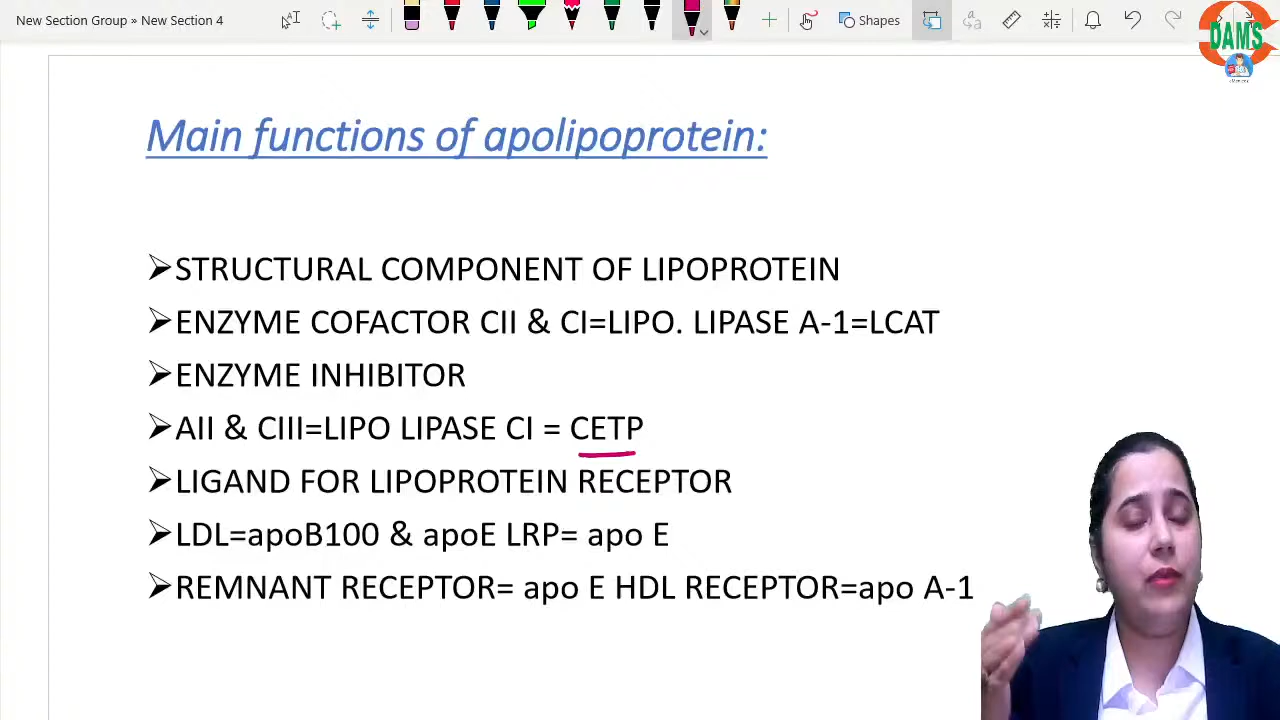 New Section Group » New Section 4
Shapes
DAMS
Main functions of apolipoprotein:
➢STRUCTURAL COMPONENT OF LIPOPROTEIN
➢ENZYME COFACTOR CII & CI=LIPO. LIPASE A-1=LCAT
➢ENZYME INHIBITOR
➢AII & CIII=LIPO LIPASE CI = CETP
➢LIGAND FOR LIPOPROTEIN RECEPTOR
➢LDL=apoB100 & apoE LRP= apo E
➢REMNANT RECEPTOR= apo E HDL RECEPTOR=apo A-1